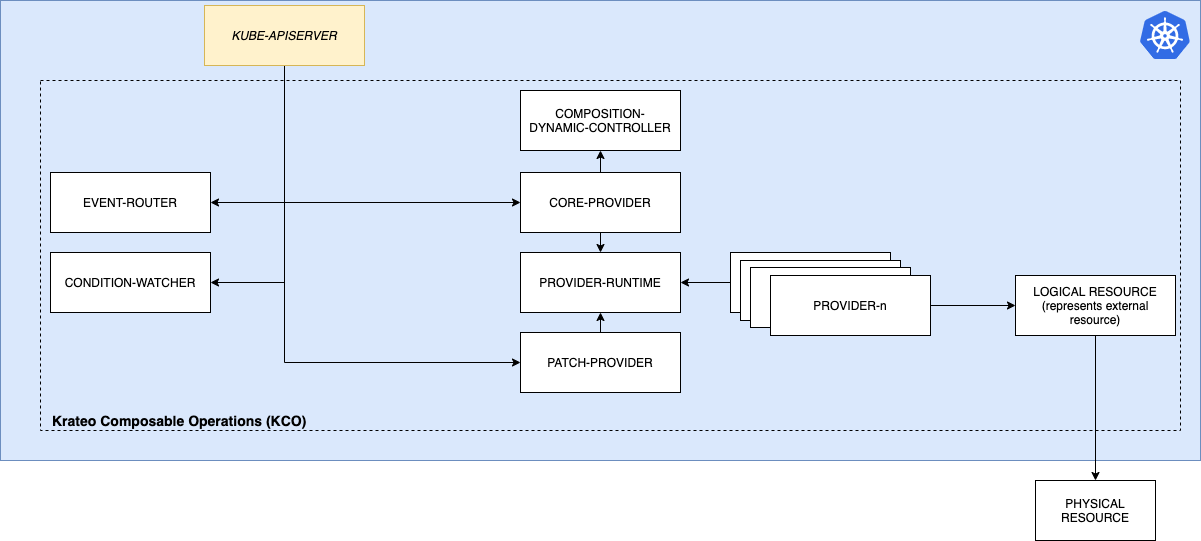 KUBE-APISERVER
COMPOSITION-
DYNAMIC-CONTROLLER
EVENT-ROUTER
CORE-PROVIDER
CONDITION-WATCHER
PROVIDER-RUNTIME
PROVIDER-n
LOGICAL RESOURCE
(represents external
resource)
PATCH-PROVIDER
Krateo Composable Operations (KCO)
PHYSICAL
RESOURCE